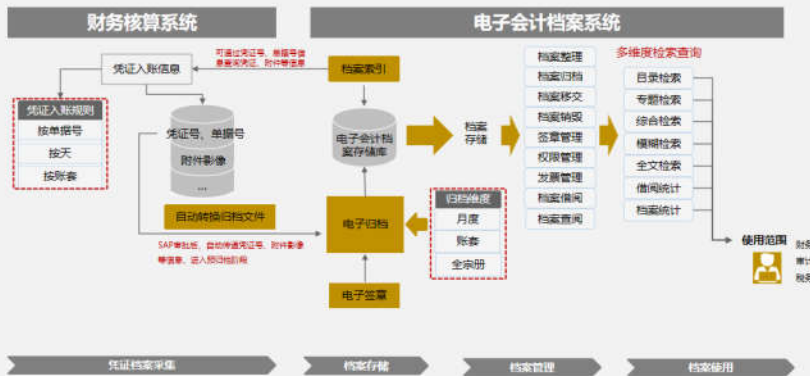 财务核算系统
电子会计档案系统
凭证入账信息
可通过凭证号、单据号信
息查询凭证、附件等信息
档案索引
凭证入账规则
按单据号
按天
按账套
凭证号、单据号
附件影像
...
自动转换归档文件
SAP审批后，自动传递凭证号、附件影像
等信息，进入预归档阶段
电子会计档
案存储库
电子归档
电子签章
归档维度
月度
账套
全宗册
档案
存储
档案整理
档案归档
档案移交
档案销毁
签章管理
权限管理
发票管理
档案借阅
档案查阅
多维度检索查询
目录检索
专题检索
综合检索
模糊检索
全文检索
借阅统计
档案统计
使用范围
财务
审计
税务
凭证档案采集
档案存储
档案管理
档案使用